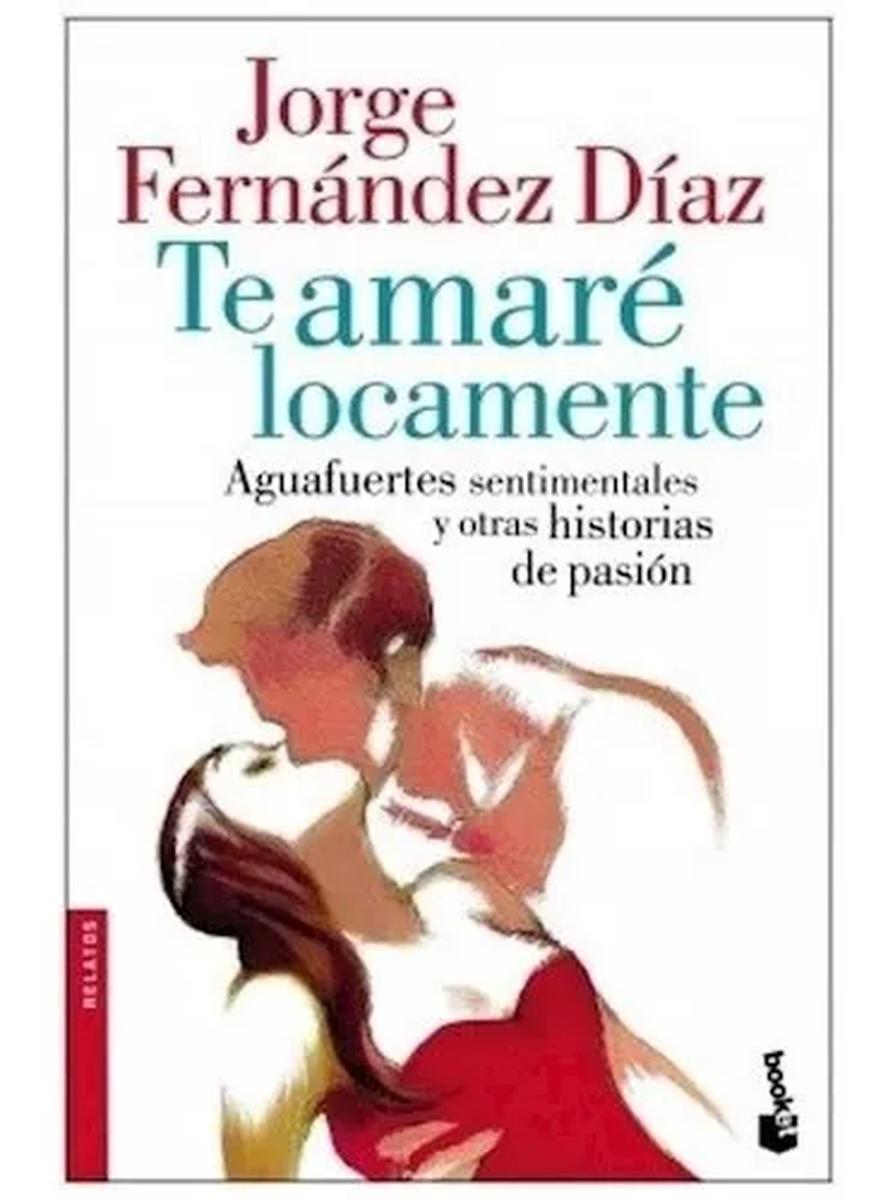 Jorge
Fernández Díaz
Te amaré
locamente
Aguafuertes sentimentales
y otras historias
de pasión
RELATOS
booket